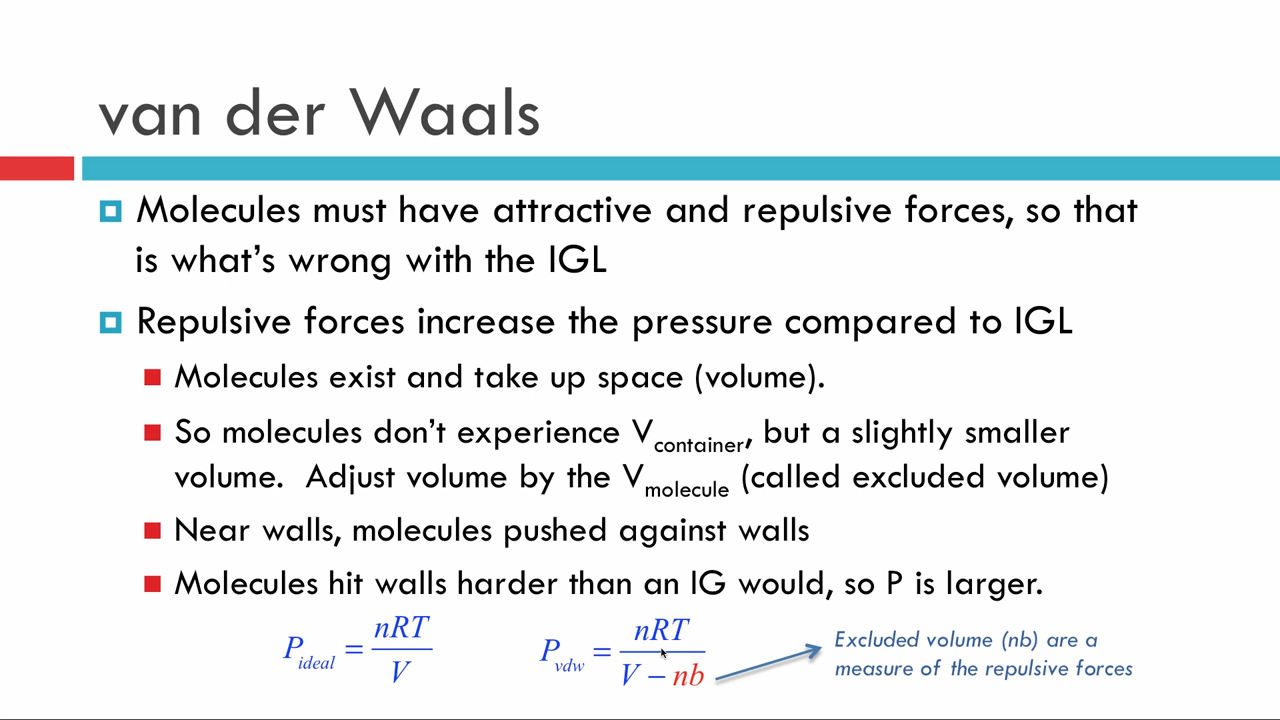 van der Waals
Molecules must have attractive and repulsive forces, so that
is what's wrong with the IGL
Repulsive forces increase the pressure compared to IGL
Molecules exist and take up space (volume).
So molecules don't experience V_container, but a slightly smaller
volume. Adjust volume by the V_molecule (called excluded volume)
Near walls, molecules pushed against walls
Molecules hit walls harder than an IG would, so P is larger.
P_ideal = nRT / V
P_vdw = nRT / (V − nb)
Excluded volume (nb) are a
measure of the repulsive forces